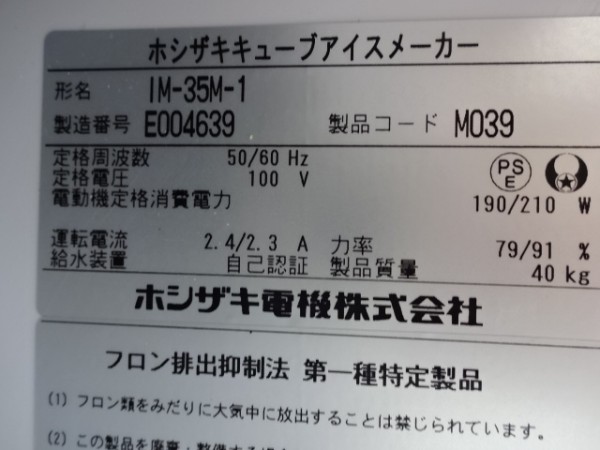 ホシザキキューブアイスメーカー
形名 IM-35M-1
製造番号 E004639 製品コード M039
定格周波数 50/60 Hz
定格電圧 100 V
PS E
電動機定格消費電力 190/210 W
運転電流 2.4/2.3 A 力率 79/91 %
給水装置 自己認証 製品質量 40 kg
ホシザキ電機株式会社
フロン排出抑制法 第一種特定製品
(1) フロン類をみだりに大気中に放出することは禁じられています。
(2) この製品を廃棄・整備する場合